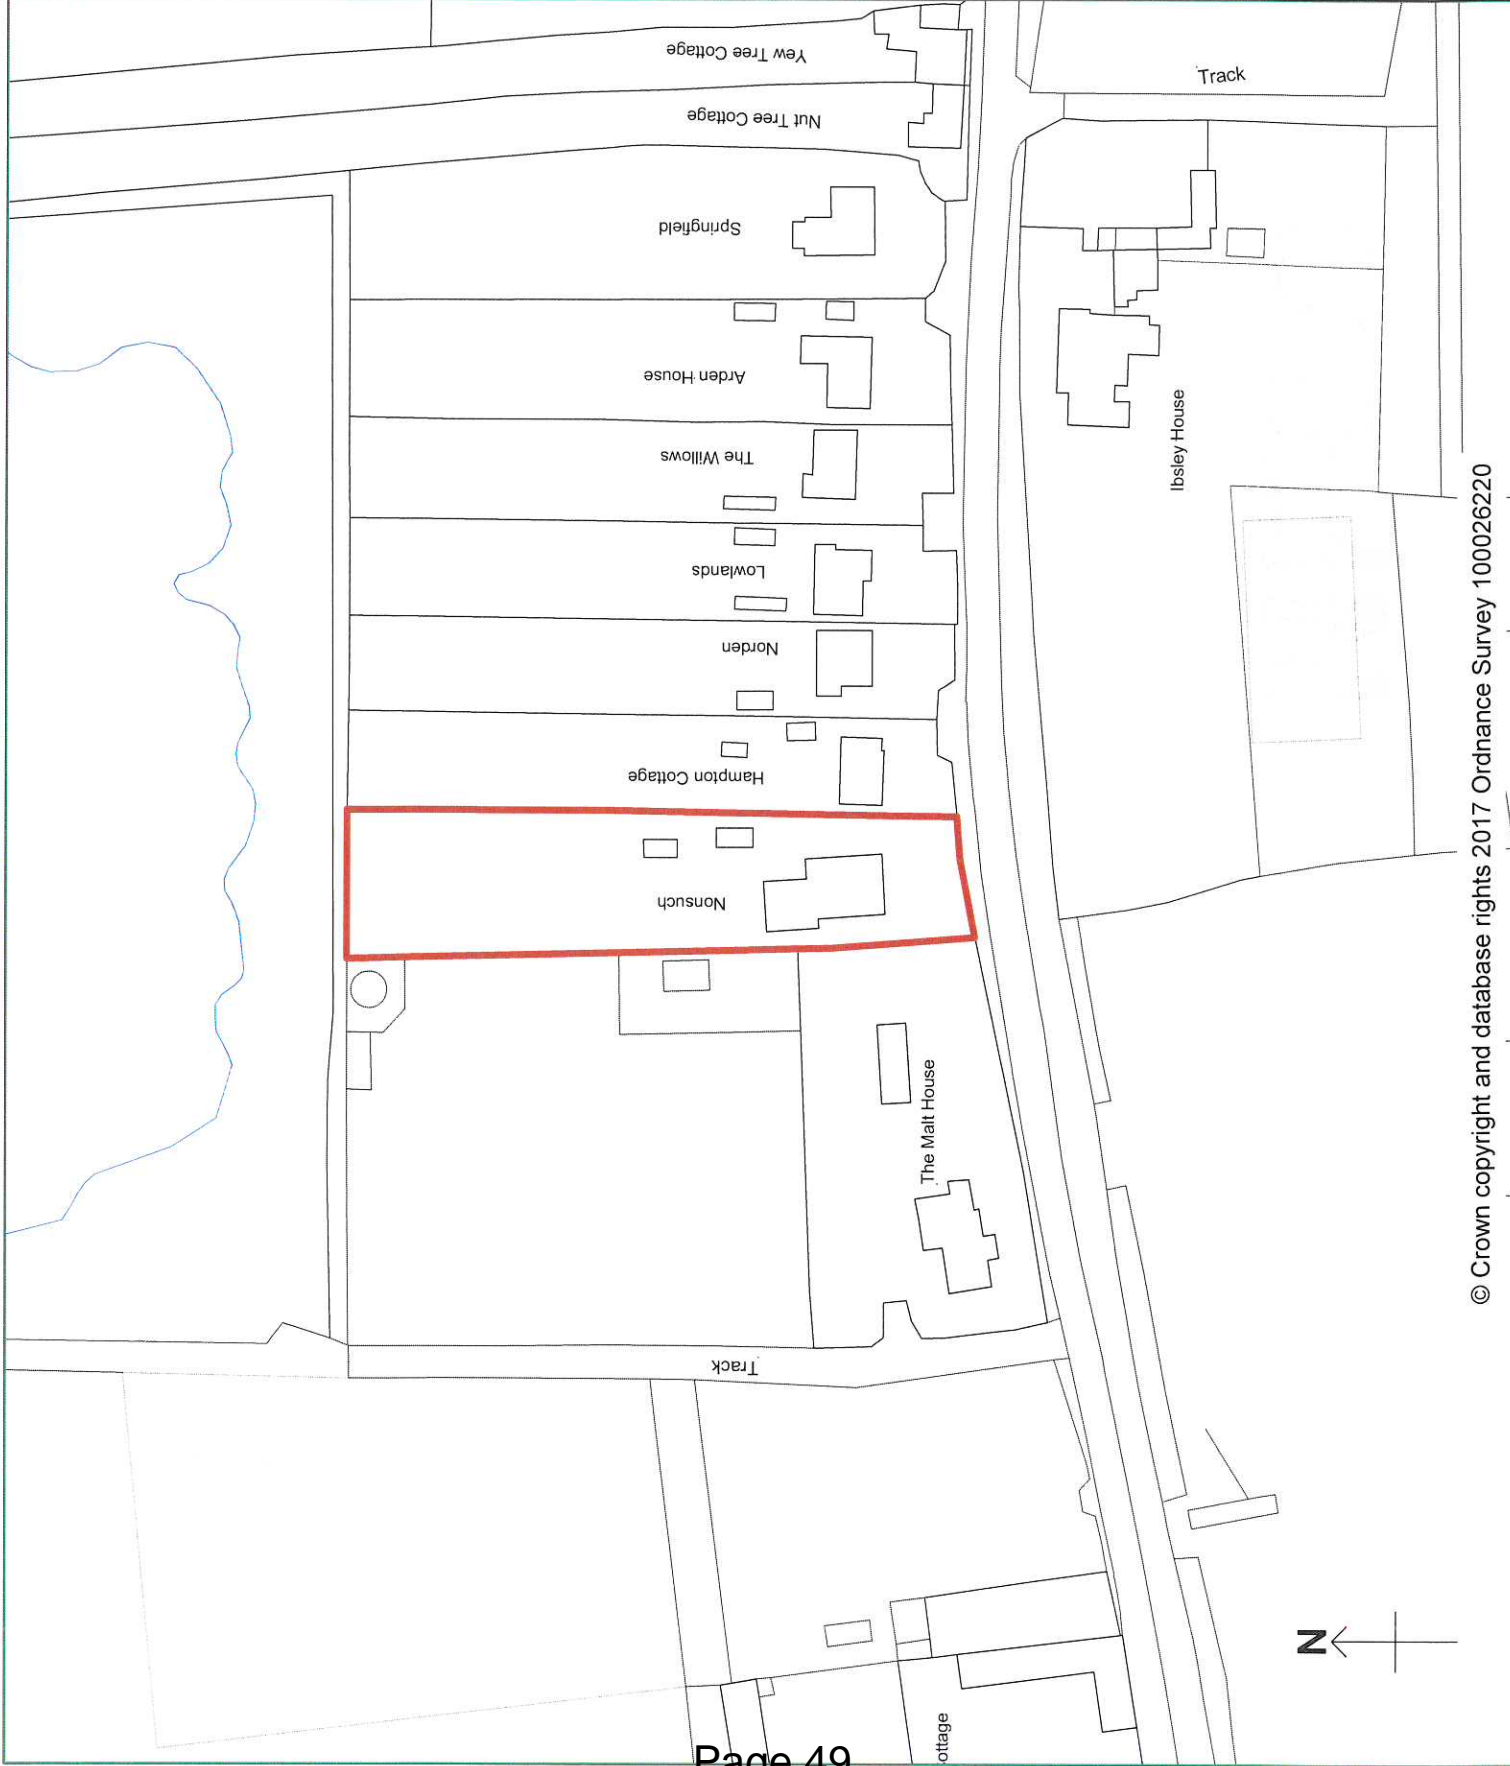 Yew Tree Cottage
Track
Nut Tree Cottage
Springfield
Arden House
The Willows
Ibsley House
Lowlands
Norden
Hampton Cottage
Nonsuch
The Malt House
Track
N
ottage
Page 49
© Crown copyright and database rights 2017 Ordnance Survey 100026220